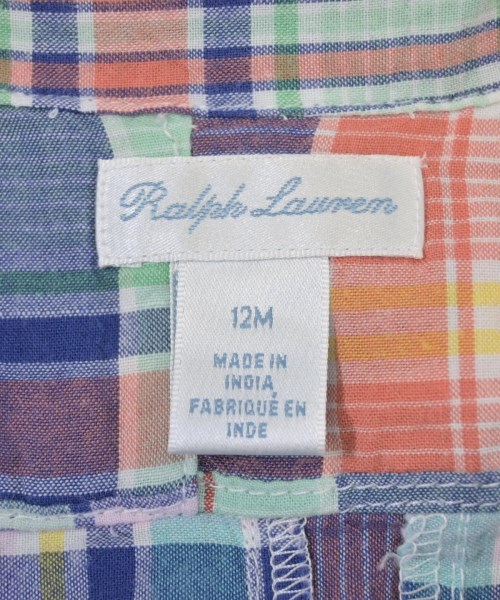 Ralph Lauren
12M
MADE IN
INDIA
FABRIQUÉ EN
INDE